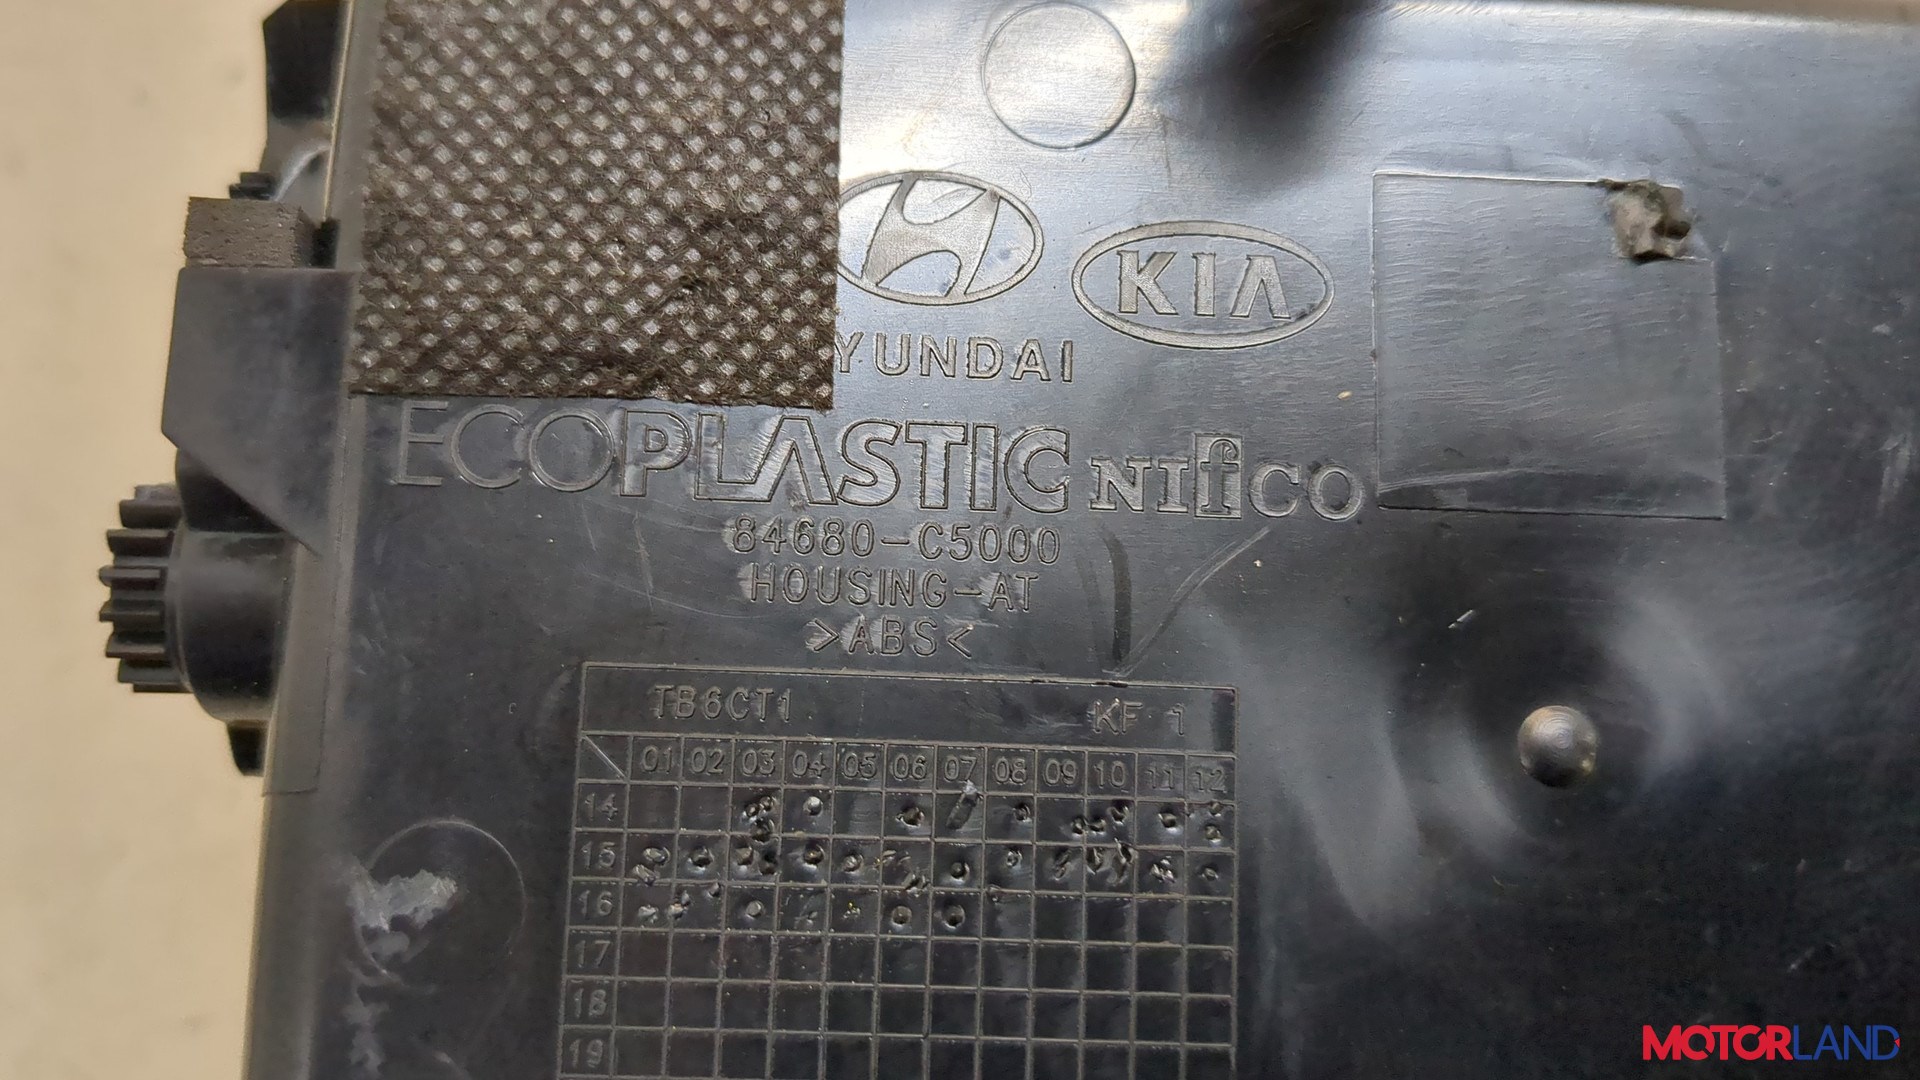 YUNDAI
KIA
ECOPLASTIC NIfCO
84680-C5000
HOUSING-AT
>ABS<
TB6CT1 KF 1
01 02 03 04 05 06 07 08 09 10 11 12
14
15
16
17
18
19
MOTORLAND